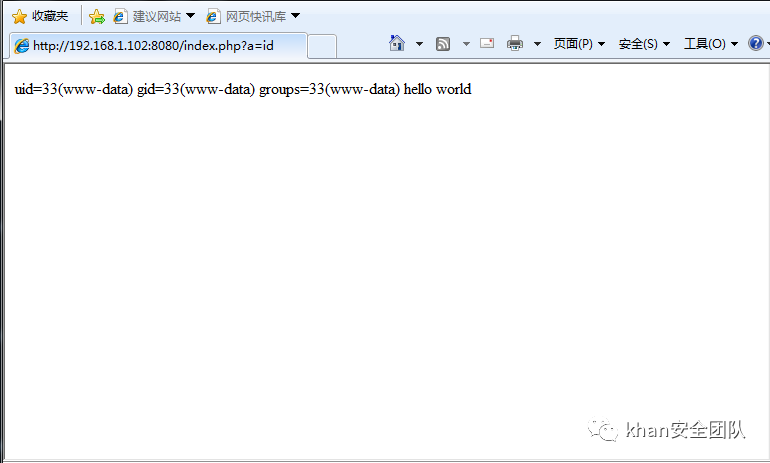 收藏夹 建议网站 网页快讯库
http://192.168.1.102:8080/index.php?a=id 页面(P) 安全(S) 工具(O)
uid=33(www-data) gid=33(www-data) groups=33(www-data) hello world
khan安全团队